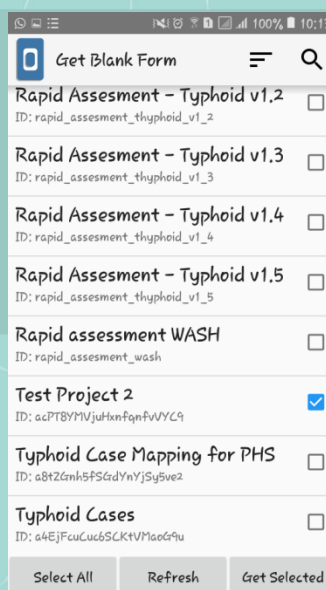 100% 10:1
Get Blank Form
Rapid Assesment - Typhoid v1.2
ID: rapid_assesment_thyphoid_v1_2
Rapid Assesment - Typhoid v1.3
ID: rapid_assesment_thyphoid_v1_3
Rapid Assesment - Typhoid v1.4
ID: rapid_assesment_thyphoid_v1_4
Rapid Assesment - Typhoid v1.5
ID: rapid_assesment_thyphoid_v1_5
Rapid assessment WASH
ID: rapid_assesment_wash
Test Project 2
ID: acPT8YMVjuHxnfqnfvVYC9
Typhoid Case Mapping for PHS
ID: a8tZGnh5fSGdYnYjSy5ve2
Typhoid Cases
ID: a4EjFcuCuc6SCKtVMaoG9u
Select All Refresh Get Selected